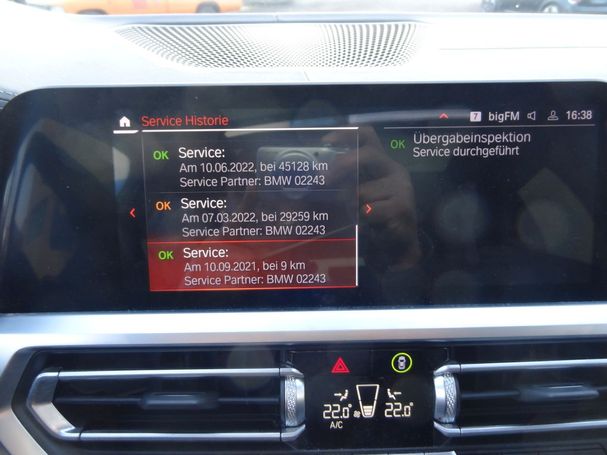 Service Historie
7 bigFM 16:38
OK Service:
Am 10.06.2022, bei 45128 km
Service Partner: BMW 02243
OK Service:
Am 07.03.2022, bei 29259 km
Service Partner: BMW 02243
OK Service:
Am 10.09.2021, bei 9 km
Service Partner: BMW 02243
OK Übergabeinspektion
Service durchgeführt
22.0 22.0
A/C